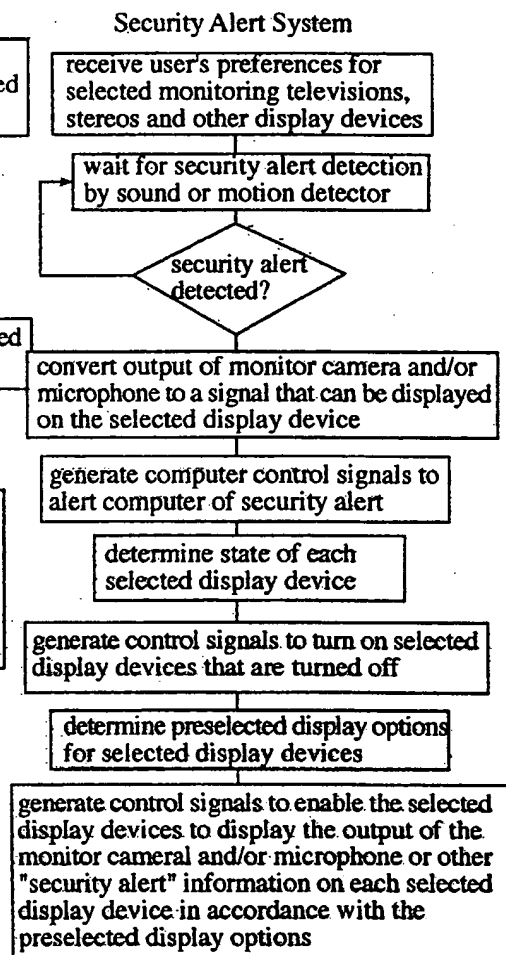 Security Alert System
ed
receive user's preferences for
selected monitoring televisions,
stereos and other display devices
wait for security alert detection
by sound or motion detector
security alert
detected?
ed
convert output of monitor camera and/or
microphone to a signal that can be displayed
on the selected display device
generate computer control signals to
alert computer of security alert
determine state of each
selected display device
generate control signals to turn on selected
display devices that are turned off
determine preselected display options
for selected display devices
generate control signals to enable the selected
display devices to display the output of the
monitor cameral and/or microphone or other
"security alert" information on each selected
display device in accordance with the
preselected display options